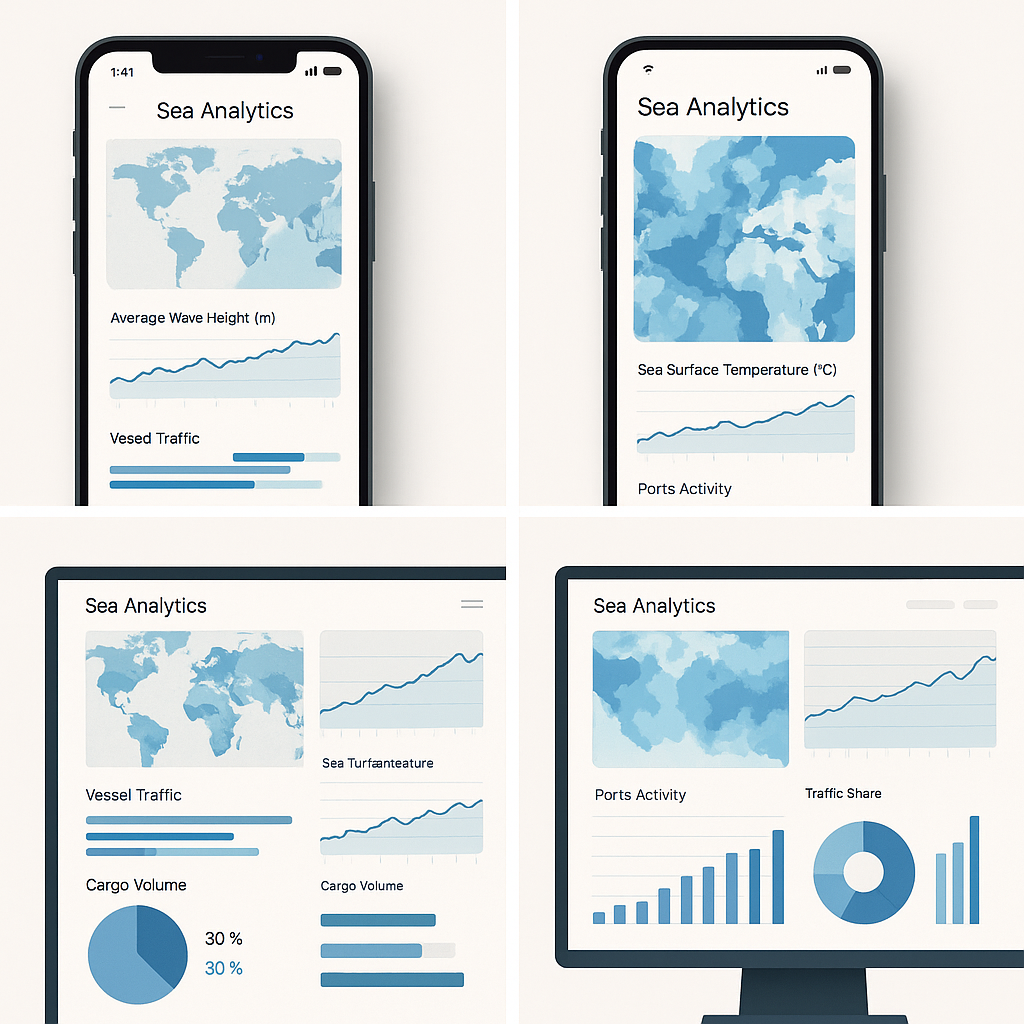 1:41
Sea Analytics
Average Wave Height (m)
Vesed Traffic
Sea Analytics
Sea Surface Temperature (°C)
Ports Activity
Sea Analytics
Sea Turfænteature
Vessel Traffic
Cargo Volume
30 %
30 %
Cargo Volume
Sea Analytics
Ports Activity
Traffic Share